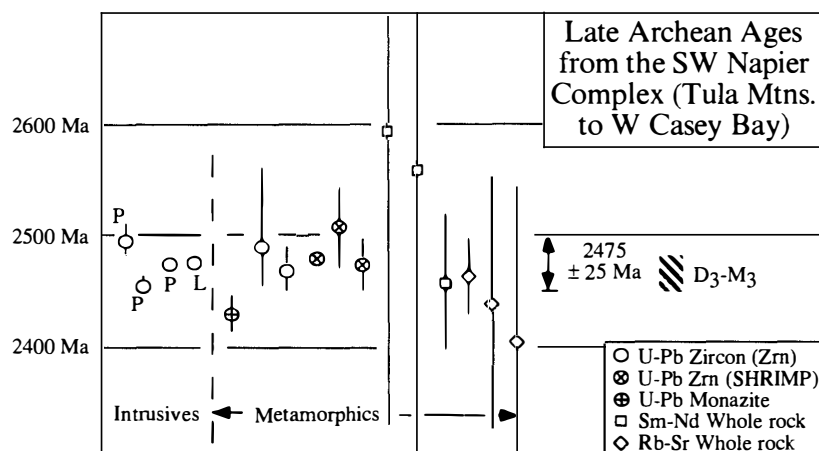 Late Archean Ages
from the SW Napier
Complex (Tula Mtns.
to W Casey Bay)
2600 Ma
2500 Ma
2400 Ma
P
P
P
L
2475
± 25 Ma
D3-M3
Intrusives
Metamorphics
U-Pb Zircon (Zrn)
U-Pb Zrn (SHRIMP)
U-Pb Monazite
Sm-Nd Whole rock
Rb-Sr Whole rock